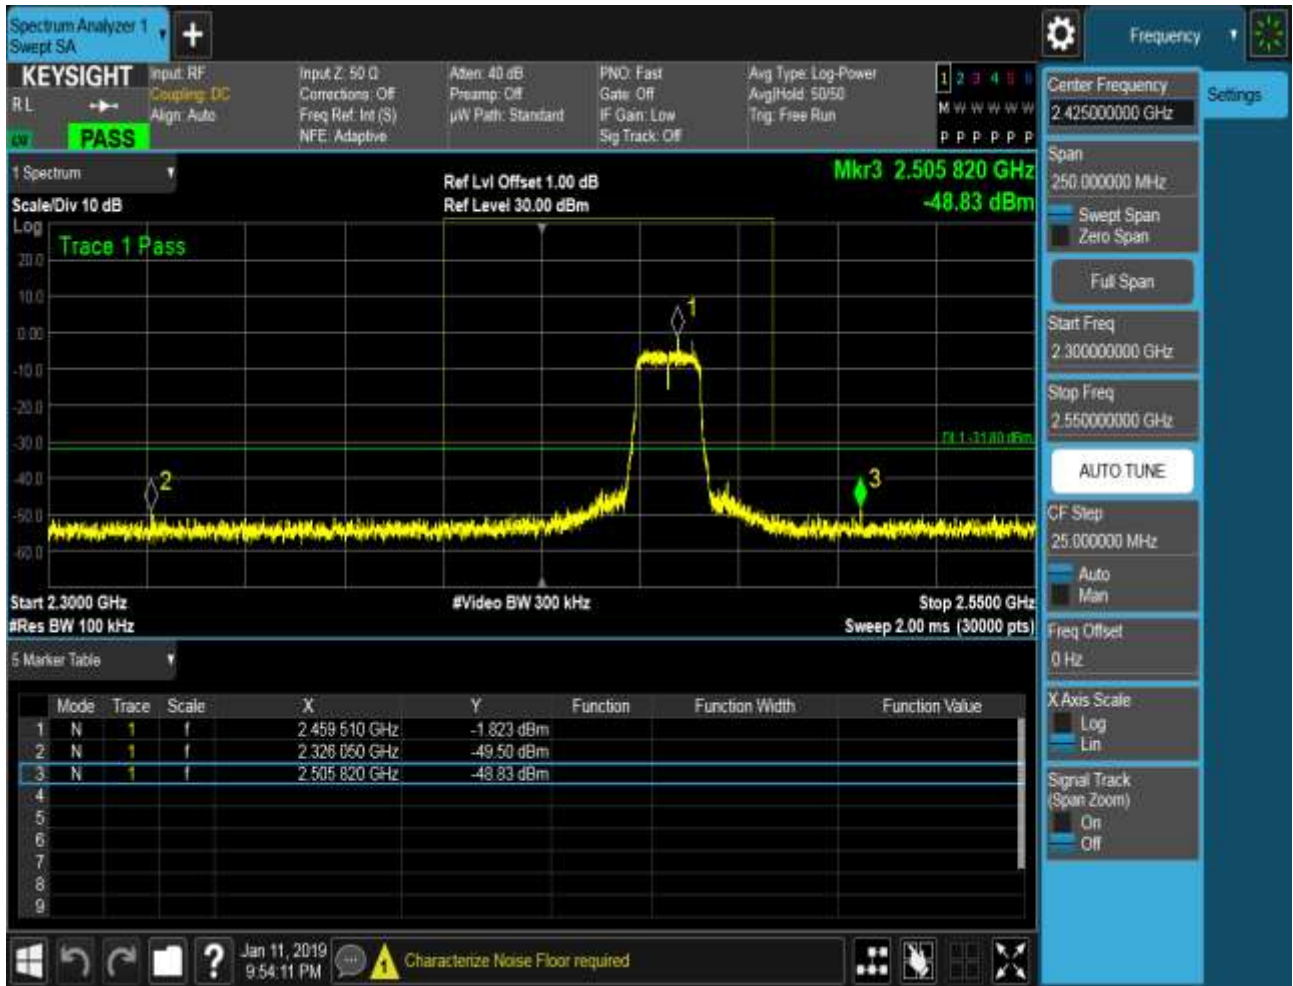 Spectrum Analyzer 1
Swept SA
+
Frequency
KEYSIGHT
R L
PASS
Input: RF
Coupling: DC
Align: Auto
Input Z: 50 Ω
Corrections: Off
Freq Ref: Int (S)
NFE: Adaptive
Atten: 40 dB
Preamp: Off
µW Path: Standard
PNO: Fast
Gate: Off
IF Gain: Low
Sig Track: Off
Avg Type: Log-Power
Avg|Hold: 50/50
Trig: Free Run
1 2 3 4 5 6
M W W W W W
P P P P P P
1 Spectrum
Scale/Div 10 dB
Ref Lvl Offset 1.00 dB
Ref Level 30.00 dBm
Mkr3 2.505 820 GHz
-48.83 dBm
Log
Trace 1 Pass
20.0
10.0
0.00
-10.0
-20.0
-30.0
-40.0
-50.0
-60.0
1
2
3
DL1 -31.80 dBm
Start 2.3000 GHz
#Video BW 300 kHz
Stop 2.5500 GHz
#Res BW 100 kHz
Sweep 2.00 ms (30000 pts)
5 Marker Table
Mode Trace Scale X Y Function Function Width Function Value
1 N 1 f 2.459 510 GHz -1.823 dBm
2 N 1 f 2.326 050 GHz -49.50 dBm
3 N 1 f 2.505 820 GHz -48.83 dBm
4
5
6
7
8
9
Center Frequency
2.425000000 GHz
Settings
Span
250.000000 MHz
Swept Span
Zero Span
Full Span
Start Freq
2.300000000 GHz
Stop Freq
2.550000000 GHz
AUTO TUNE
CF Step
25.000000 MHz
Auto
Man
Freq Offset
0 Hz
X Axis Scale
Log
Lin
Signal Track
(Span Zoom)
On
Off
?
Jan 11, 2019
9:54:11 PM
1
Characterize Noise Floor required